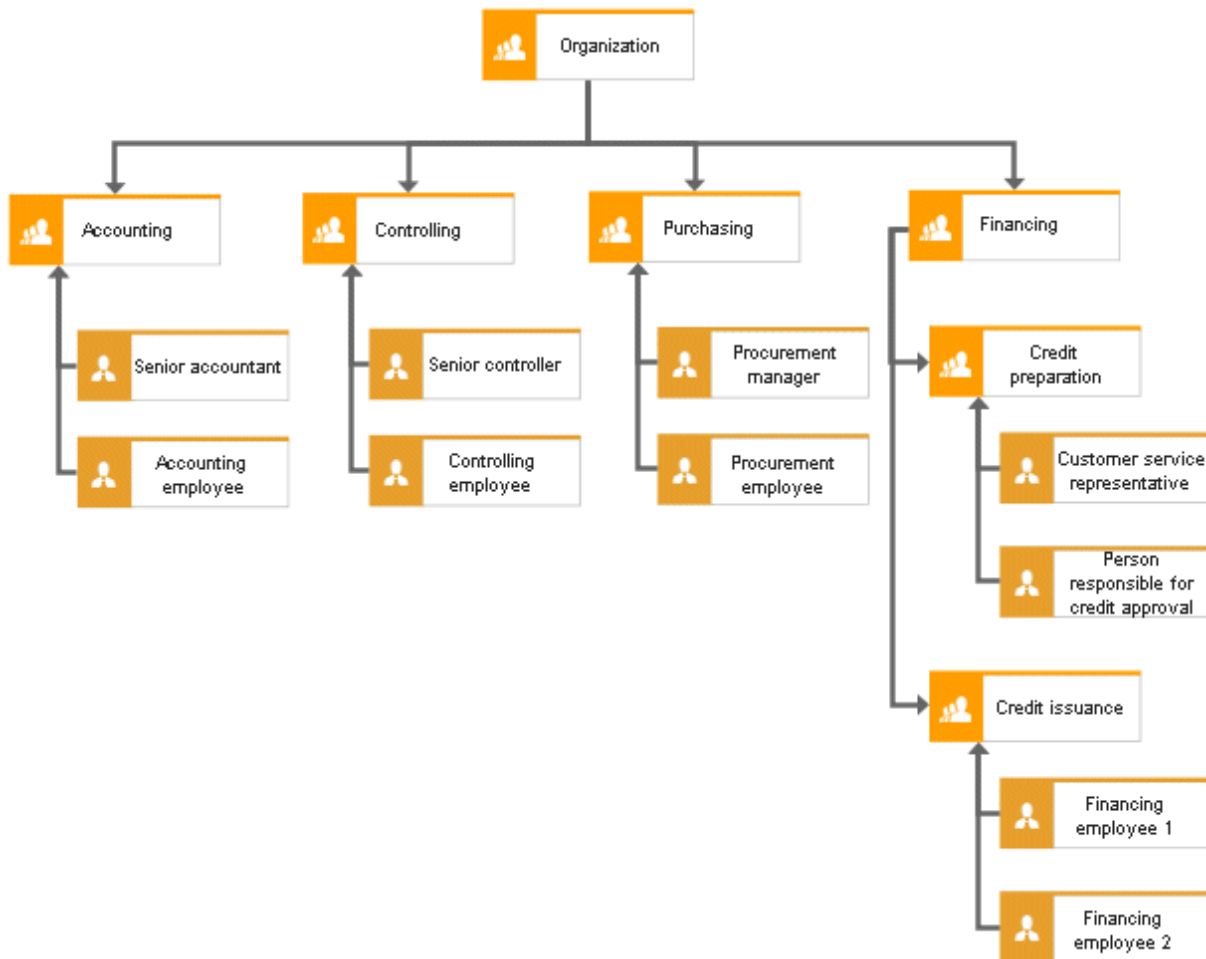 Organization
Accounting
Controlling
Purchasing
Financing
Senior accountant
Senior controller
Procurement
manager
Credit
preparation
Accounting
employee
Controlling
employee
Procurement
employee
Customer service
representative
Person
responsible for
credit approval
Credit issuance
Financing
employee 1
Financing
employee 2